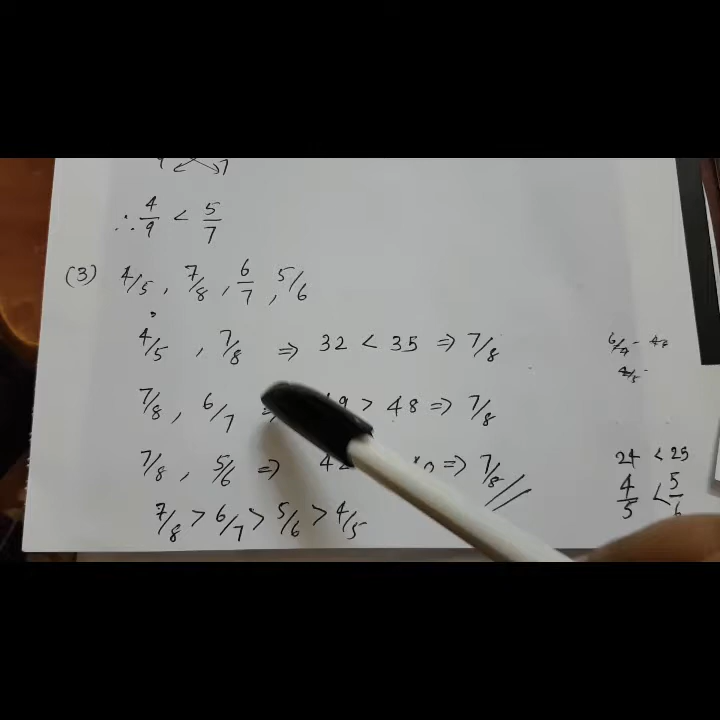 ∴ 4/9 < 5/7
(3) 4/5, 7/8, 6/7, 5/6
4/5, 7/8 ⇒ 32 < 35 ⇒ 7/8
7/8, 6/7 ⇒ 49 > 48 ⇒ 7/8
7/8, 5/6 ⇒ 42 ⇒ 7/8
7/8 > 6/7 > 5/6 > 4/5
24 < 25
4/5 < 5/6